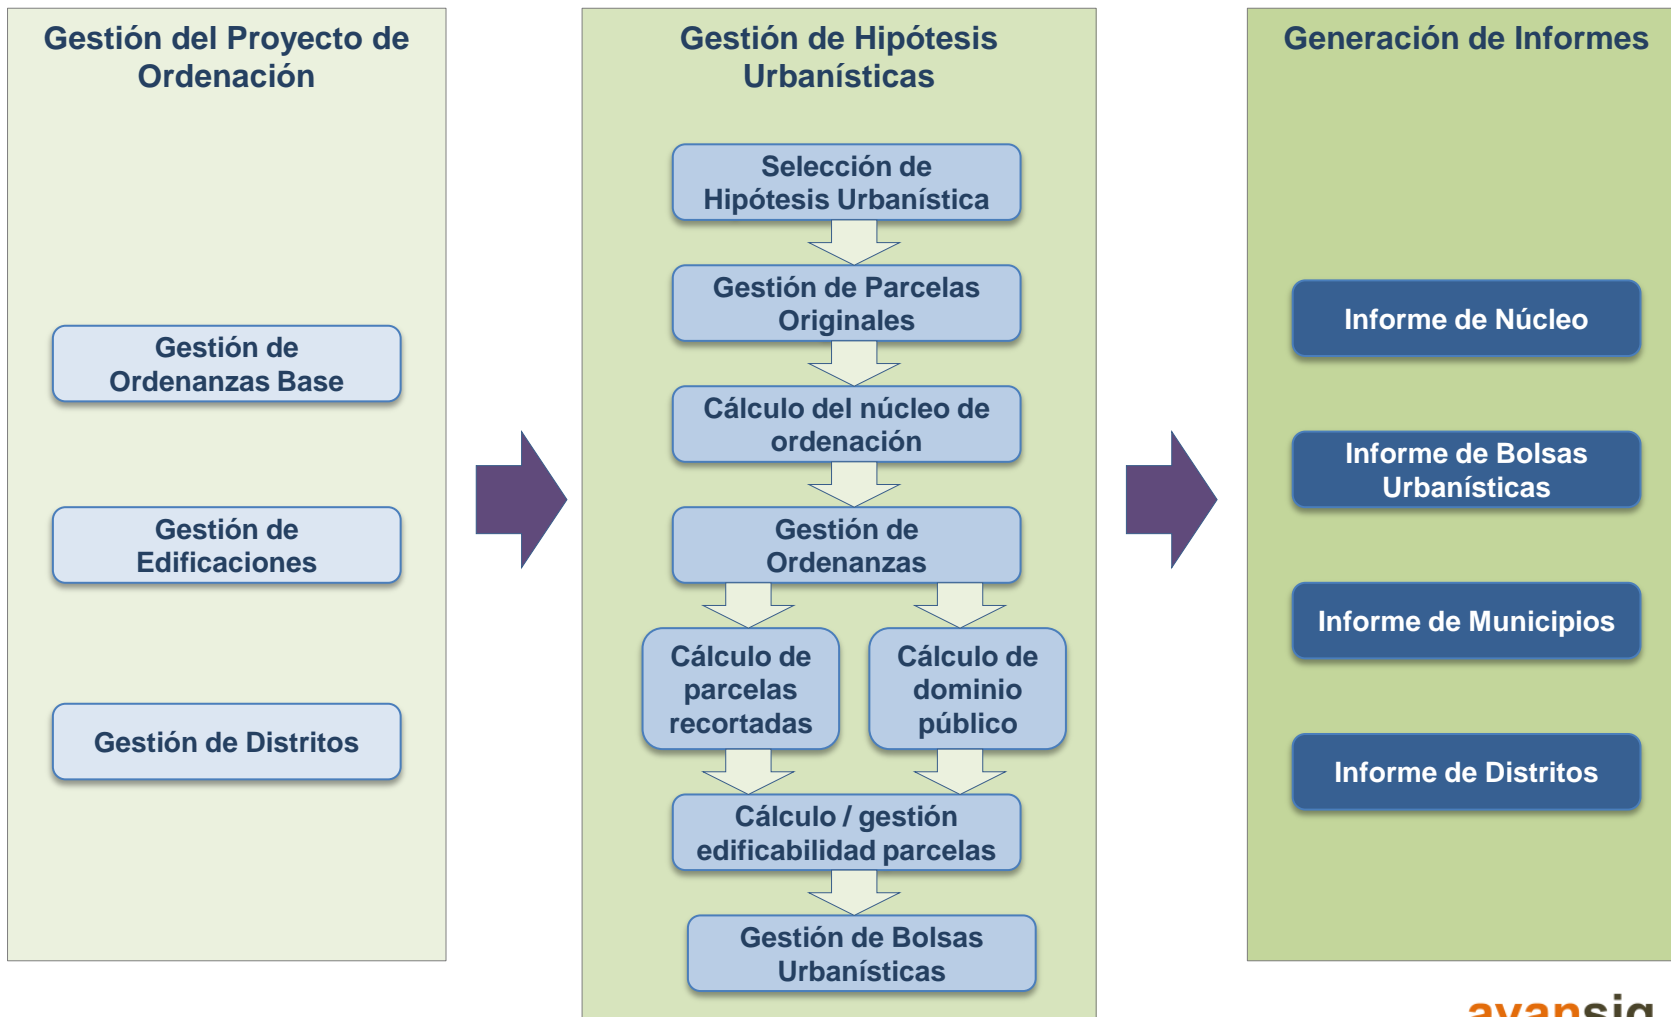 Gestión del Proyecto de
Ordenación
Gestión de
Ordenanzas Base
Gestión de
Edificaciones
Gestión de Distritos
Gestión de Hipótesis
Urbanísticas
Selección de
Hipótesis Urbanística
Gestión de Parcelas
Originales
Cálculo del núcleo de
ordenación
Gestión de
Ordenanzas
Cálculo de
parcelas
recortadas
Cálculo de
dominio
público
Cálculo / gestión
edificabilidad parcelas
Gestión de Bolsas
Urbanísticas
Generación de Informes
Informe de Núcleo
Informe de Bolsas
Urbanísticas
Informe de Municipios
Informe de Distritos
avansig